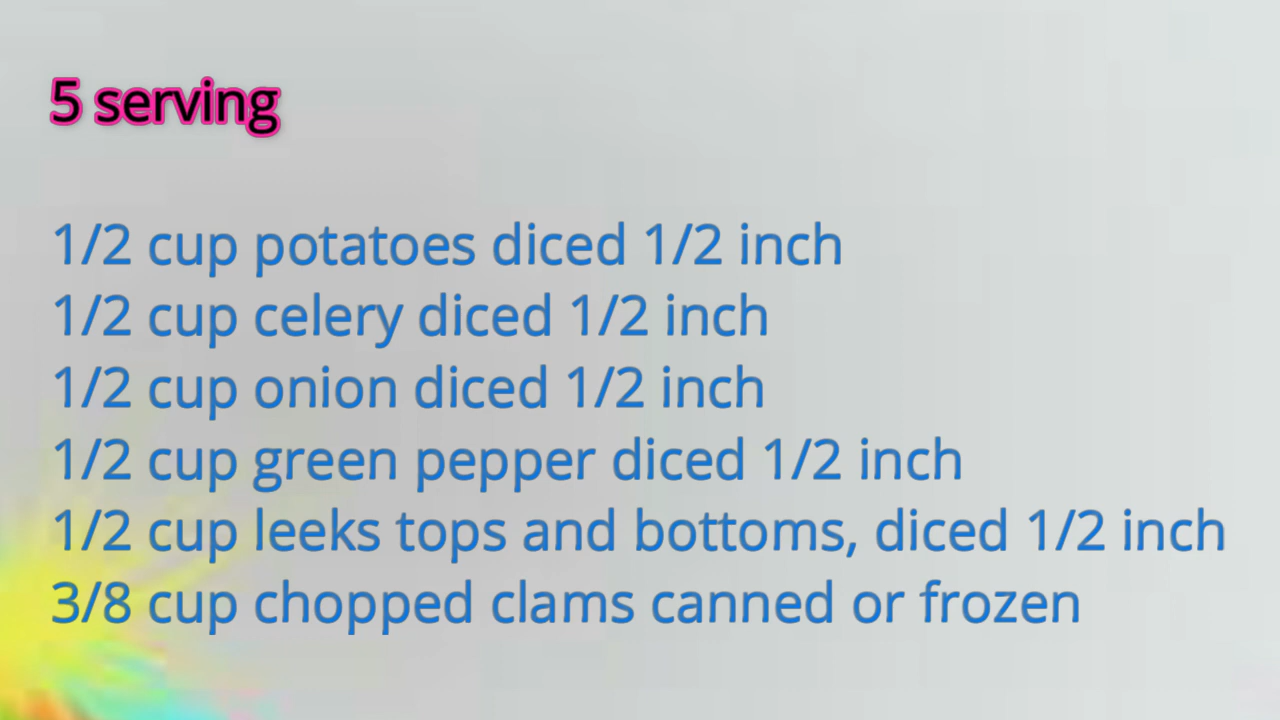 5 serving
1/2 cup potatoes diced 1/2 inch
1/2 cup celery diced 1/2 inch
1/2 cup onion diced 1/2 inch
1/2 cup green pepper diced 1/2 inch
1/2 cup leeks tops and bottoms, diced 1/2 inch
3/8 cup chopped clams canned or frozen